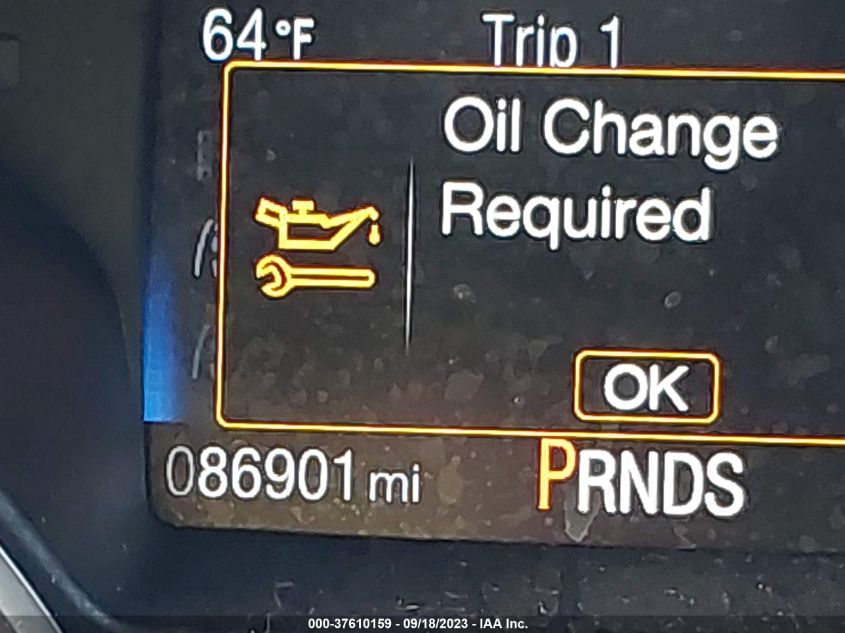 64°F Trip 1
Oil Change
Required
OK
086901 mi PRNDS
000-37610159 - 09/18/2023 - IAA Inc.